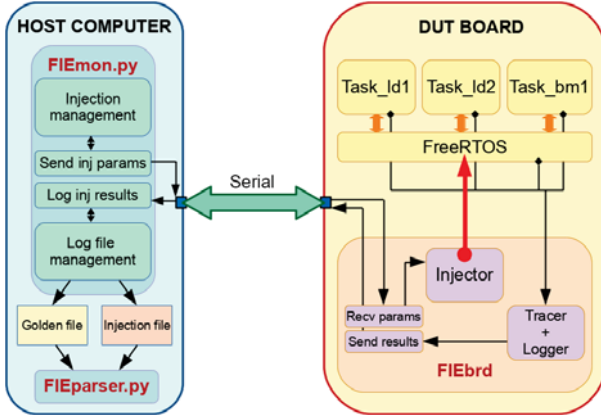 HOST COMPUTER
FIEmon.py
Injection
management
Send inj params
Log inj results
Log file
management
Golden file
Injection file
FIEparser.py
Serial
DUT BOARD
Task_ld1
Task_ld2
Task_bm1
FreeRTOS
Injector
Recv params
Send results
Tracer
+
Logger
FIEbrd